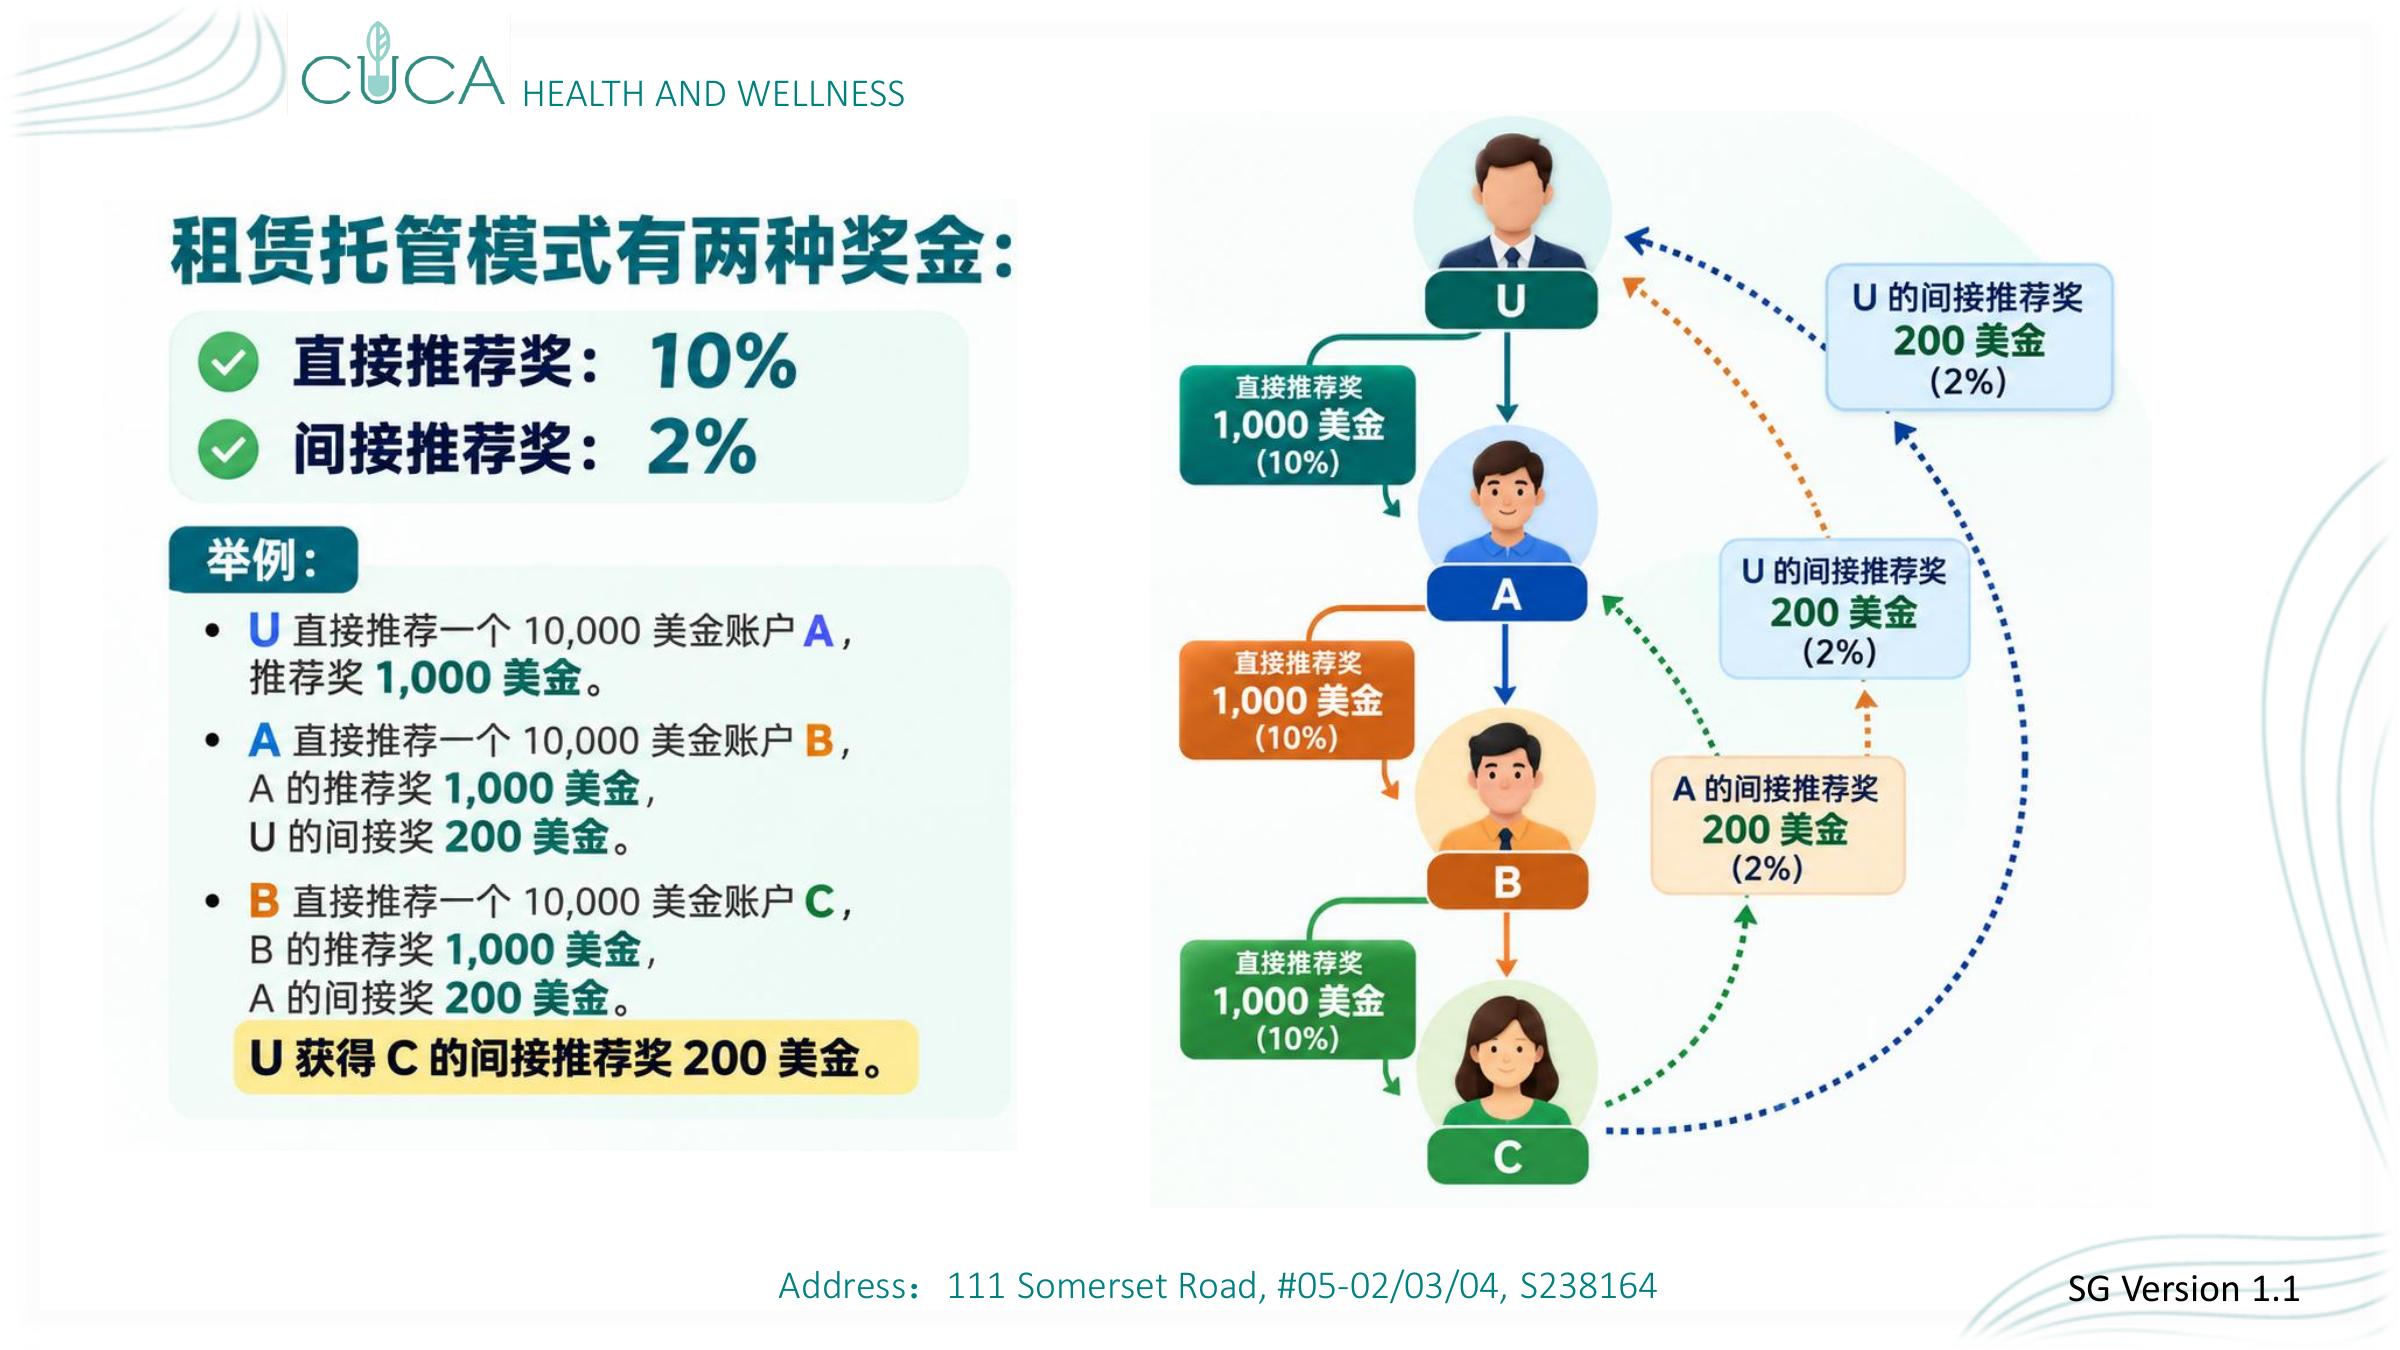 CUCA HEALTH AND WELLNESS
租赁托管模式有两种奖金：
直接推荐奖： 10%
间接推荐奖： 2%
举例：
• U 直接推荐一个 10,000 美金账户 A，
推荐奖 1,000 美金。
• A 直接推荐一个 10,000 美金账户 B，
A 的推荐奖 1,000 美金，
U 的间接奖 200 美金。
• B 直接推荐一个 10,000 美金账户 C，
B 的推荐奖 1,000 美金，
A 的间接奖 200 美金。
U 获得 C 的间接推荐奖 200 美金。
U
直接推荐奖
1,000 美金
(10%)
A
直接推荐奖
1,000 美金
(10%)
B
直接推荐奖
1,000 美金
(10%)
C
U 的间接推荐奖
200 美金
(2%)
U 的间接推荐奖
200 美金
(2%)
A 的间接推荐奖
200 美金
(2%)
Address：111 Somerset Road, #05-02/03/04, S238164
SG Version 1.1